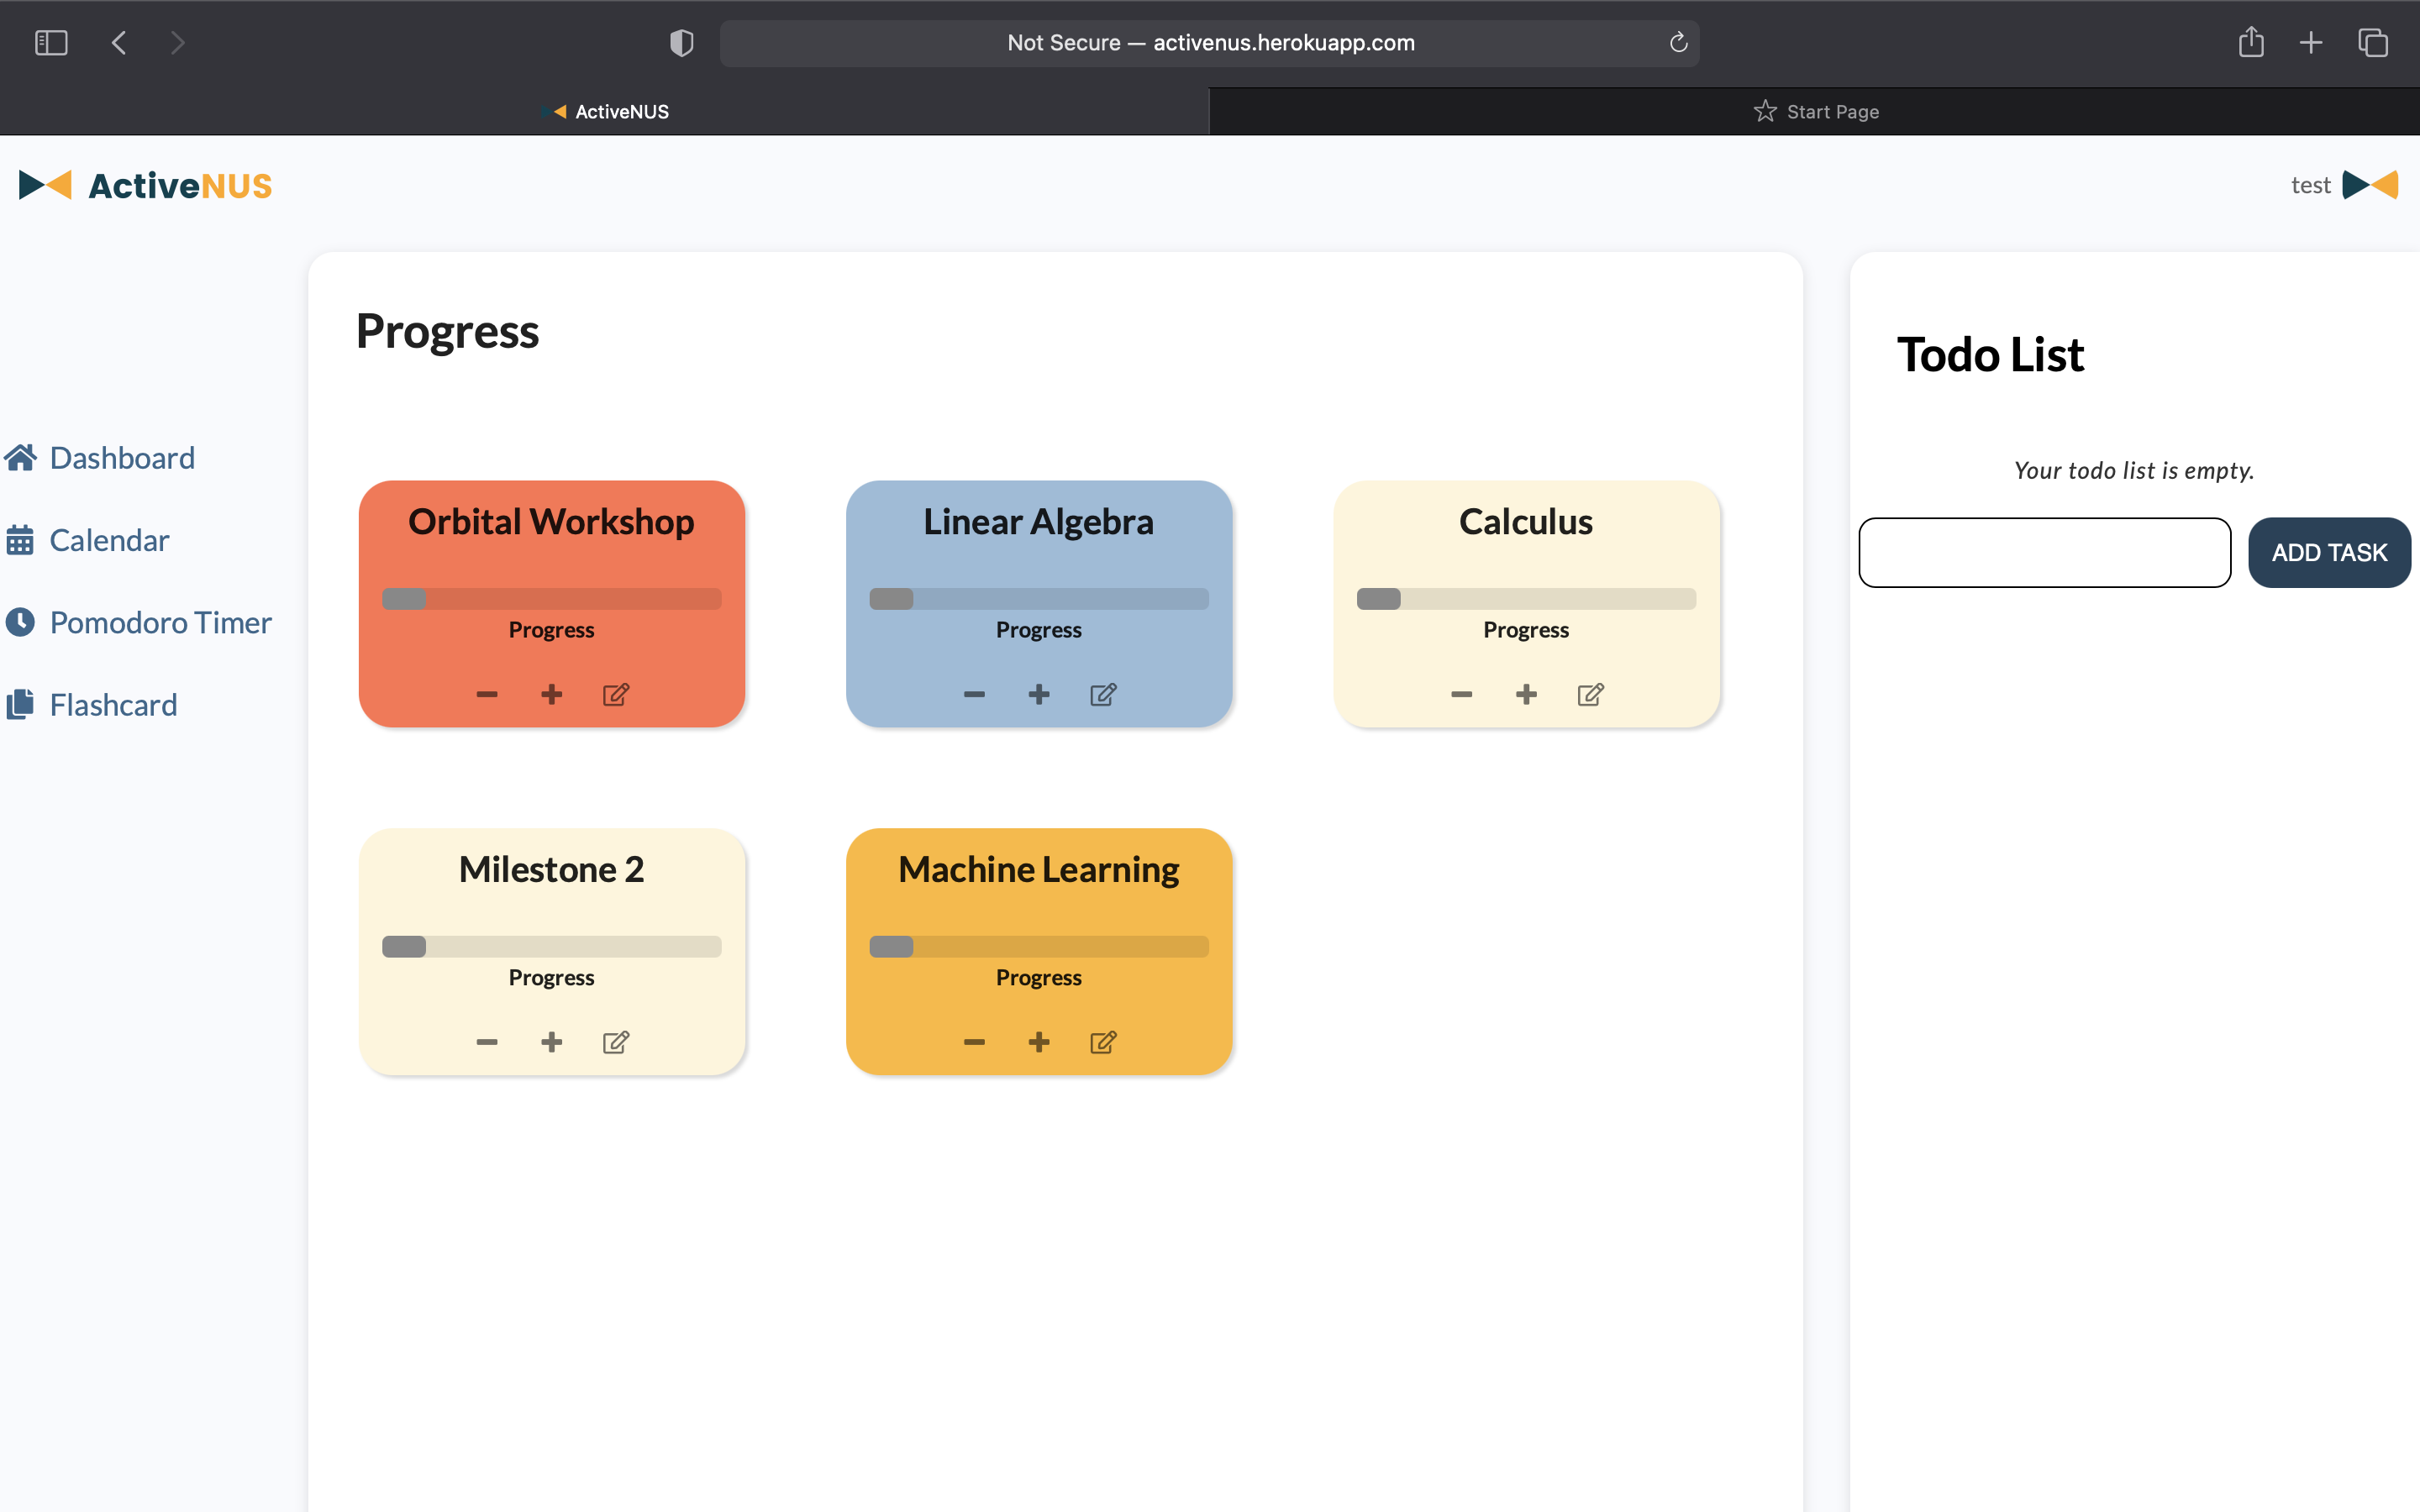 Not Secure — activenus.herokuapp.com
ActiveNUS
Start Page
ActiveNUS
test
Dashboard
Calendar
Pomodoro Timer
Flashcard
Progress
Orbital Workshop
Progress
Linear Algebra
Progress
Calculus
Progress
Milestone 2
Progress
Machine Learning
Progress
Todo List
Your todo list is empty.
ADD TASK